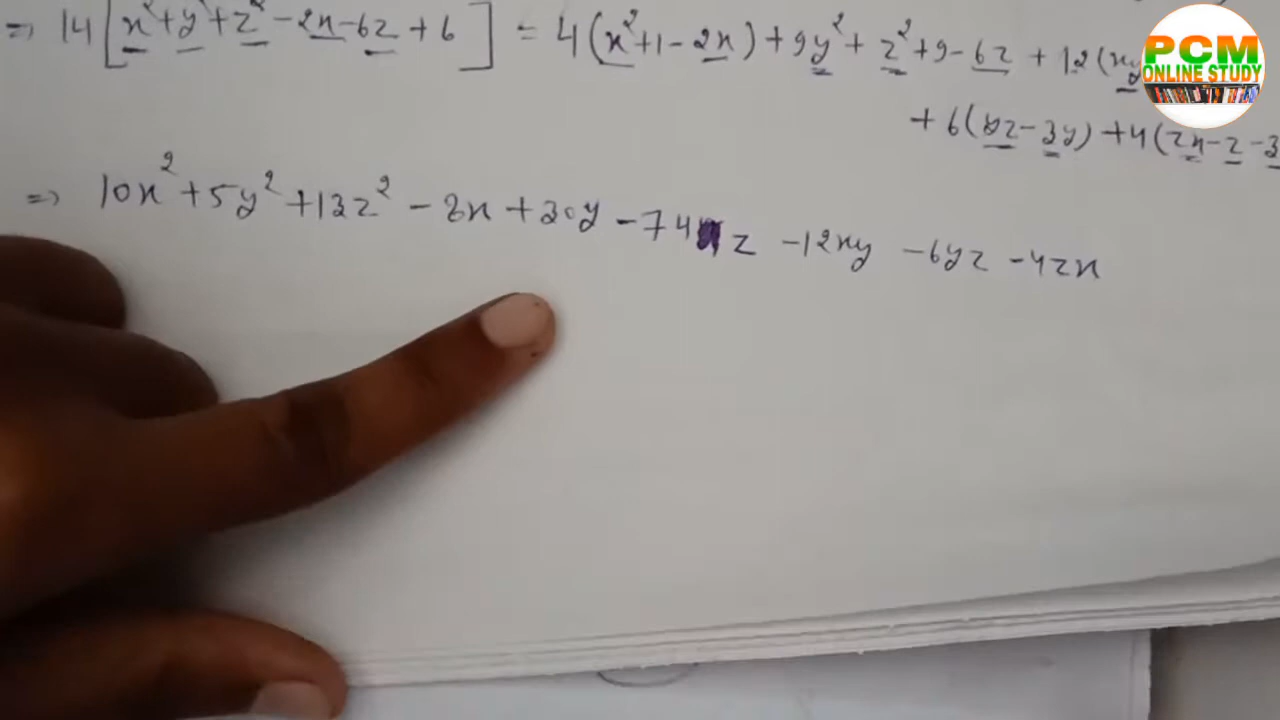 ⇒ 14[x²+y²+z²-2x-6z+6] = 4(x²+1-2x)+9y²+z²+9-6z+12(xy
+6(yz-3y)+4(zx-z-3
⇒ 10x²+5y²+13z²-8x+30y-74z-12xy-6yz-4zx
PCM
ONLINE STUDY